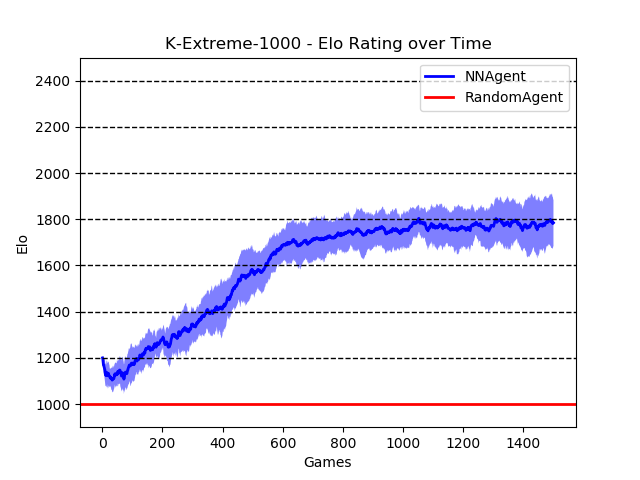 K-Extreme-1000 - Elo Rating over Time
NNAgent
RandomAgent
2400
2200
2000
1800
1600
1400
1200
1000
Elo
0 200 400 600 800 1000 1200 1400
Games